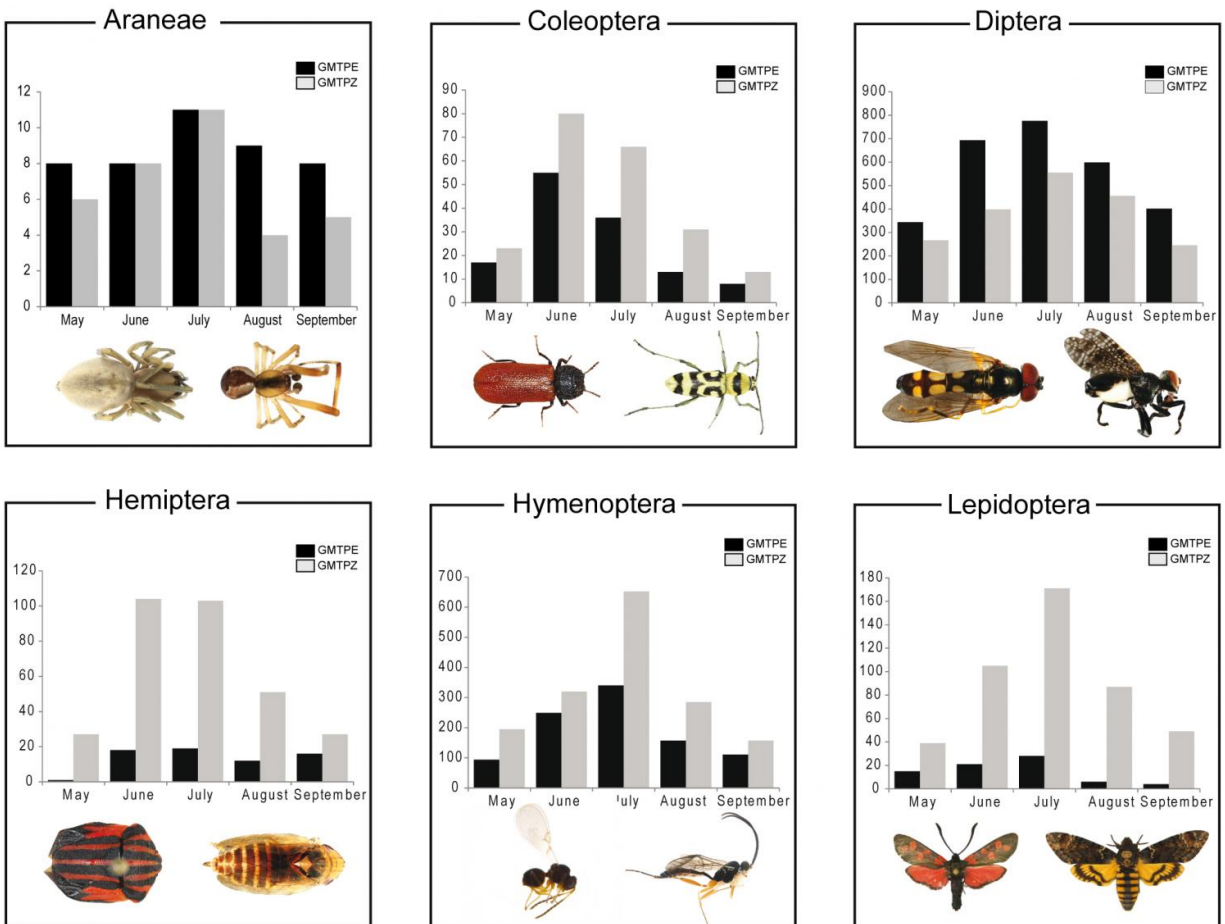 Araneae
GMTPE
GMTPZ
12
10
8
6
4
2
0
May June July August September
Coleoptera
GMTPE
GMTPZ
90
80
70
60
50
40
30
20
10
0
May June July August September
Diptera
GMTPE
GMTPZ
900
800
700
600
500
400
300
200
100
0
May June July August September
Hemiptera
GMTPE
GMTPZ
120
100
80
60
40
20
0
May June July August September
Hymenoptera
GMTPE
GMTPZ
700
600
500
400
300
200
100
0
May June July August September
Lepidoptera
GMTPE
GMTPZ
180
160
140
120
100
80
60
40
20
0
May June July August September